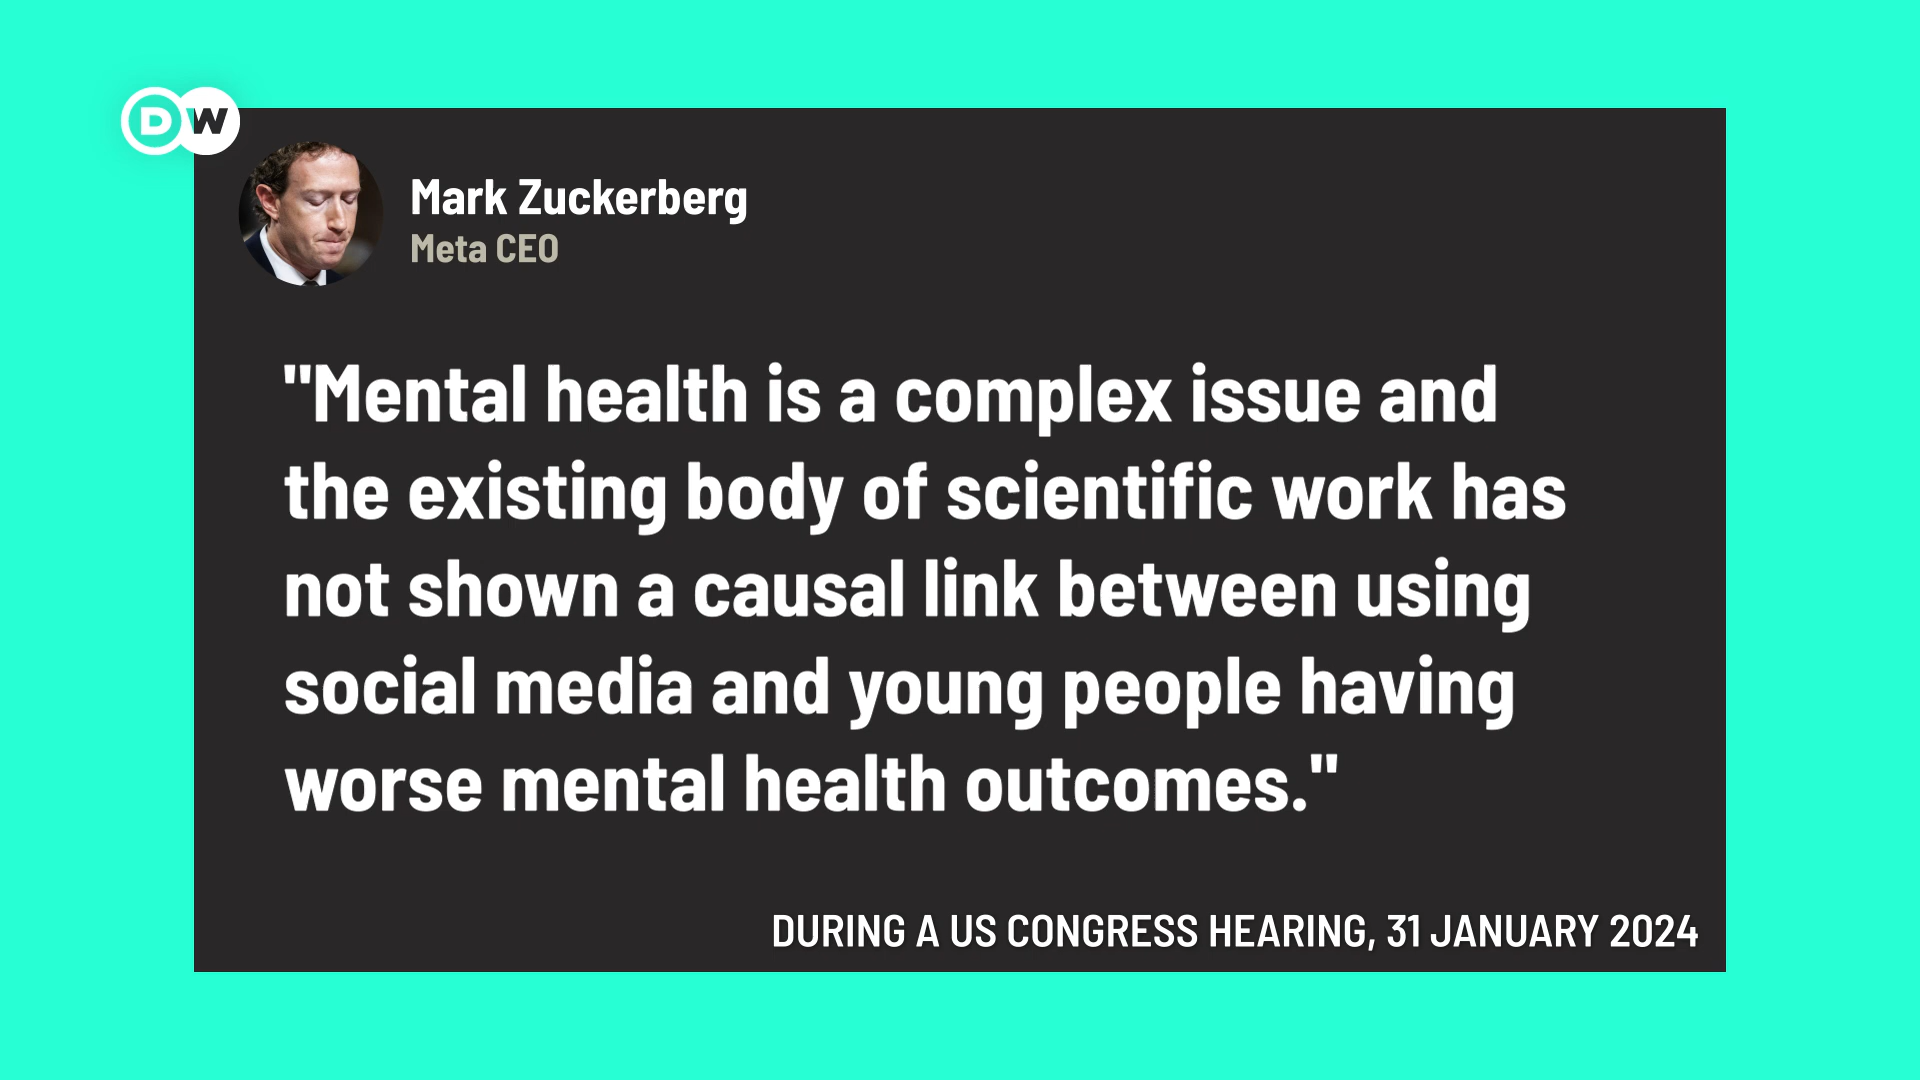 DW
Mark Zuckerberg
Meta CEO
"Mental health is a complex issue and
the existing body of scientific work has
not shown a causal link between using
social media and young people having
worse mental health outcomes."
DURING A US CONGRESS HEARING, 31 JANUARY 2024